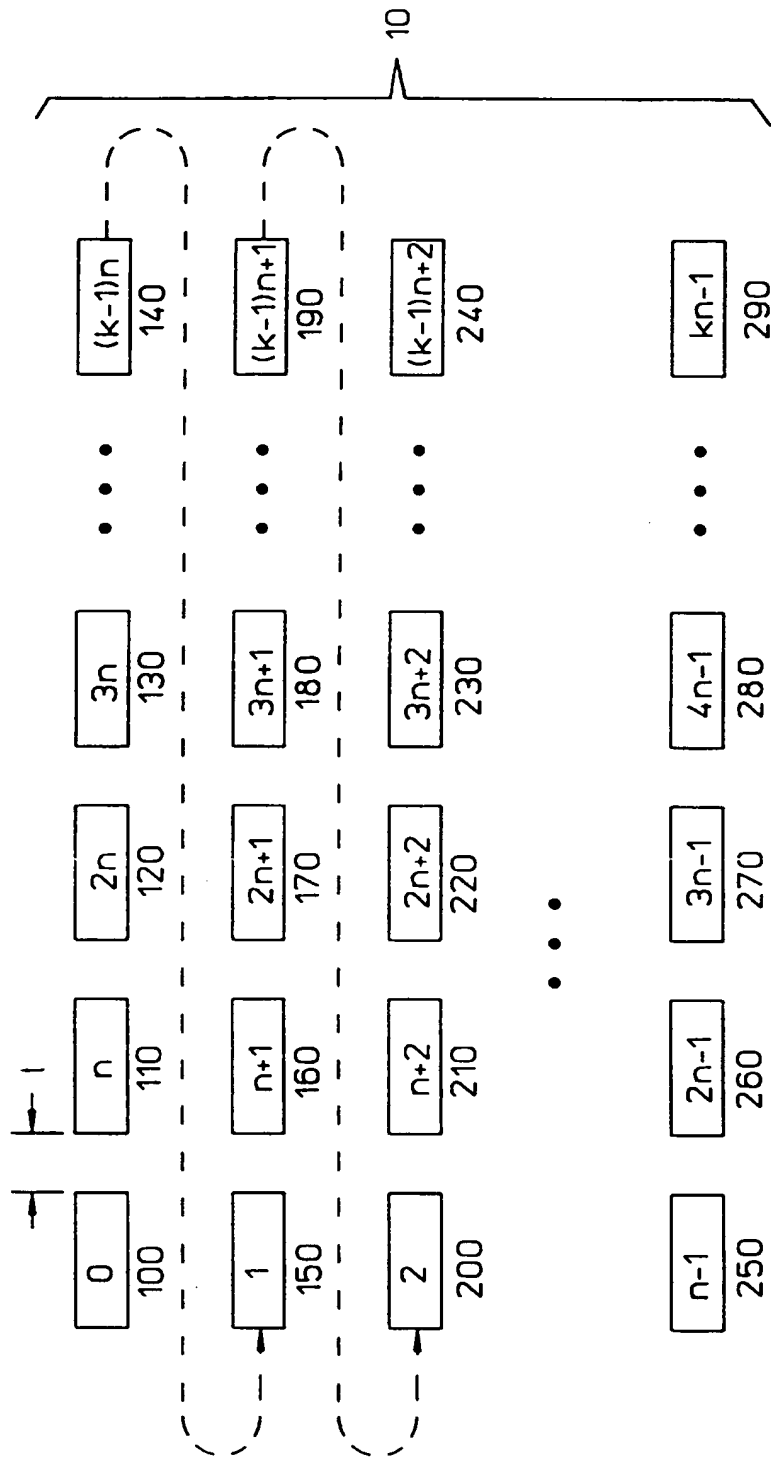 t
0 n 2n 3n ••• (k-1)n
100 110 120 130 140
1 n+1 2n+1 3n+1 ••• (k-1)n+1
150 160 170 180 190
2 n+2 2n+2 3n+2 ••• (k-1)n+2
200 210 220 230 240
•••
n-1 2n-1 3n-1 4n-1 ••• kn-1
250 260 270 280 290
10